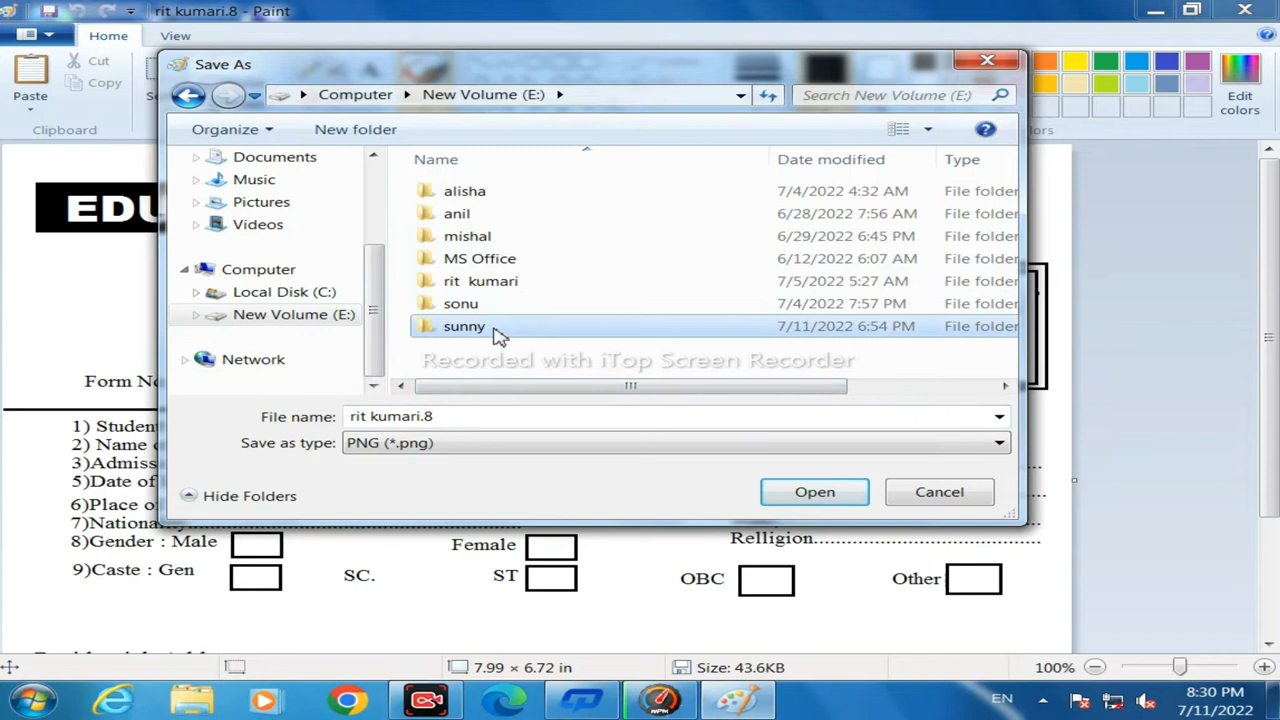 rit kumari.8 - Paint
Home View
Cut
Copy
Paste
Clipboard
Edit
colors
Save As
Computer New Volume (E:) Search New Volume (E:)
Organize New folder
Name Date modified Type
Documents
Music
Pictures
Videos
Computer
Local Disk (C:)
New Volume (E:)
Network
alisha 7/4/2022 4:32 AM File folder
anil 6/28/2022 7:56 AM File folder
mishal 6/29/2022 6:45 PM File folder
MS Office 6/12/2022 6:07 AM File folder
rit kumari 7/5/2022 5:27 AM File folder
sonu 7/4/2022 7:57 PM File folder
sunny 7/11/2022 6:54 PM File folder
Recorded with iTop Screen Recorder
File name: rit kumari.8
Save as type: PNG (*.png)
Hide Folders Open Cancel
EDU
Form No
1) Student
2) Name o
3)Admiss
5)Date of
6)Place of
7)Nationality
8)Gender : Male Female Relligion
9)Caste : Gen SC. ST OBC Other
7.99 × 6.72 in Size: 43.6KB 100%
EN 8:30 PM
7/11/2022